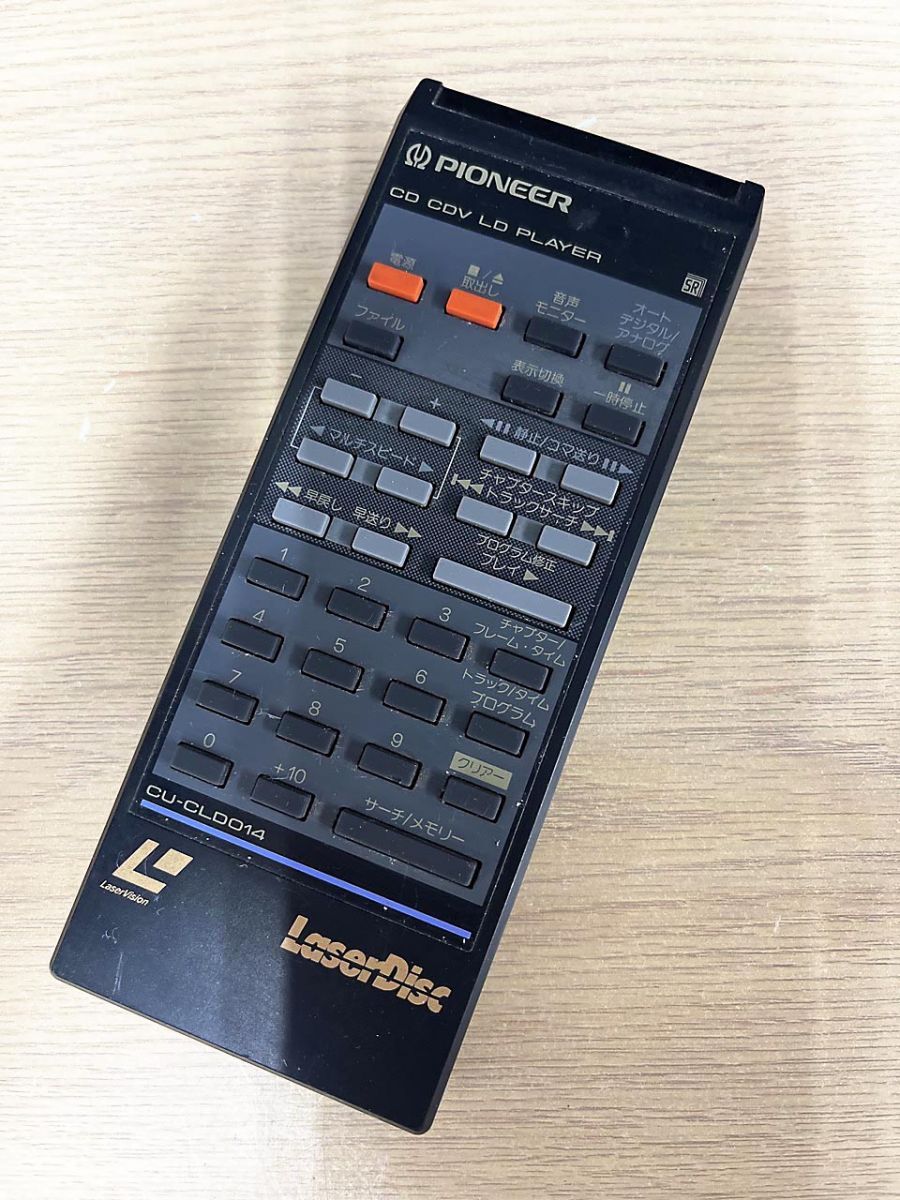 PIONEER
CD CDV LD PLAYER
SR
電源
■/⏏
取出し
音声
モニター
オート
デジタル/
アナログ
ファイル
表示切換
⏸
一時停止
－
+
◀マルチスピード▶
◀❚❚ 静止/コマ送り ❚❚▶
チャプタースキップ
⏮ トラックサーチ ⏭
◀◀ 早戻し 早送り ▶▶
プログラム修正
プレイ ▶
1
2
3
チャプター/
フレーム・タイム
4
5
6
トラック/タイム
プログラム
7
8
9
クリアー
0
+10
サーチ/メモリー
CU-CLD014
LaserVision
LaserDisc